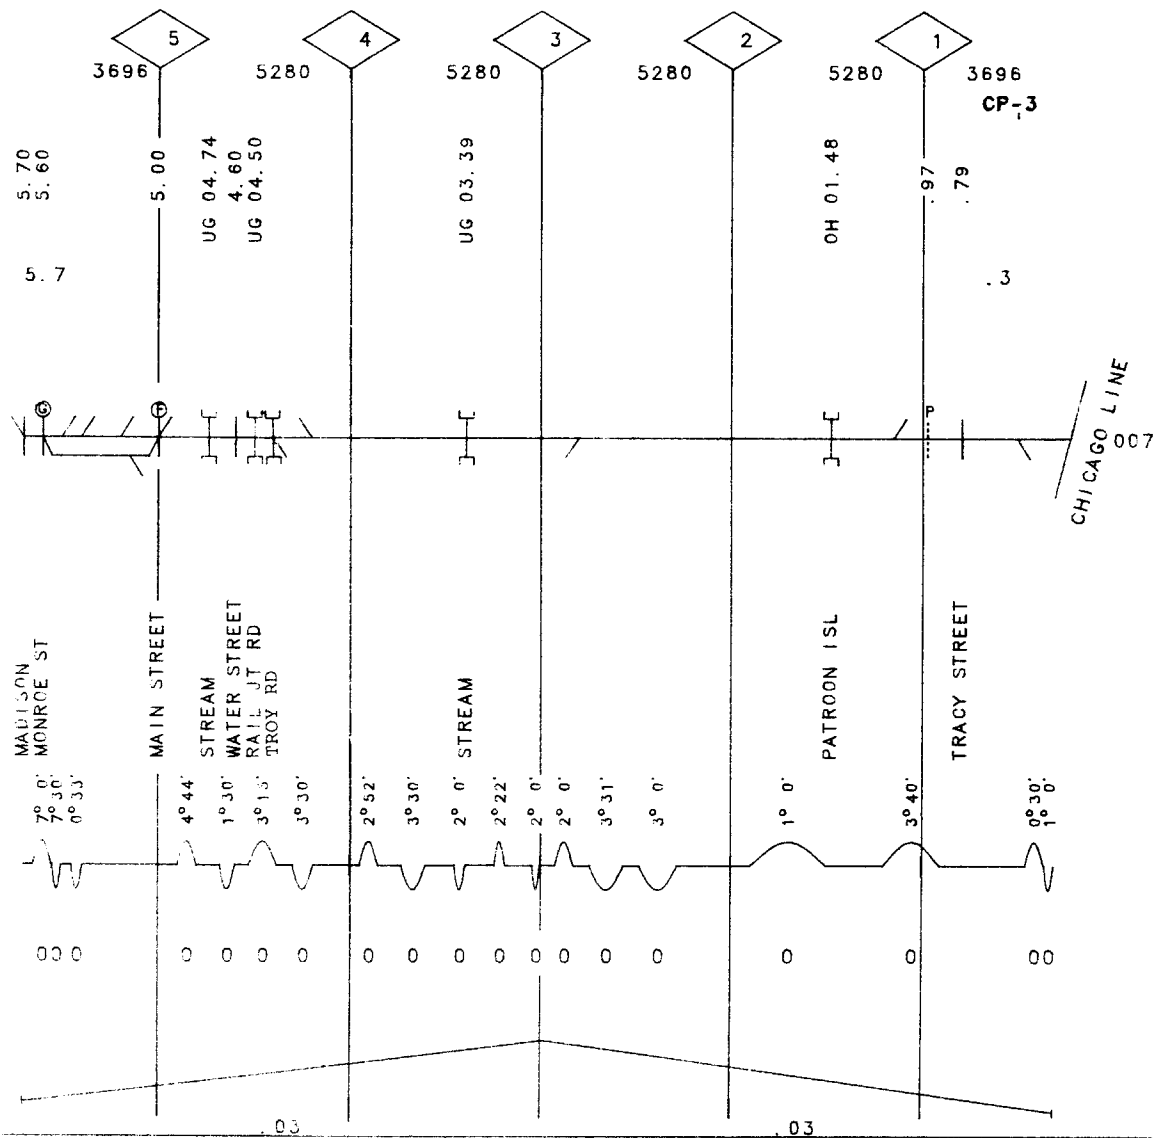 5 4 3 2 1
3696 5280 5280 5280 5280 3696
CP-3
5.70
5.60
5.00
UG 04.74
4.60
UG 04.50
UG 03.39
OH 01.48
.97
.79
5.7
.3
G F P
CHICAGO LINE
007
MADISON
MONROE ST
MAIN STREET
STREAM
WATER STREET
RAIL JT RD
TROY RD
STREAM
PATROON ISL
TRACY STREET
7° 0'
7° 30'
0° 33'
4° 44'
1° 30'
3° 30'
2° 52'
3° 30'
2° 0'
2° 22'
2° 0'
2° 0'
3° 31'
3° 0'
1° 0'
3° 40'
0° 30'
1° 0'
L
0 0 0 0 0 0 0 0 0 0 0 0 0 0 0 0 0 0 0
.03 .03